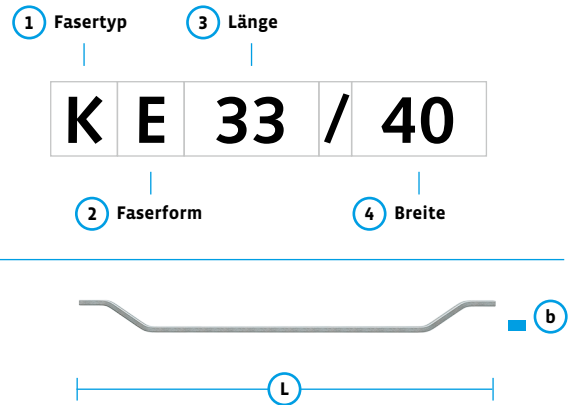 1 Fasertyp 3 Länge
K E 33 / 40
2 Faserform 4 Breite
b
L